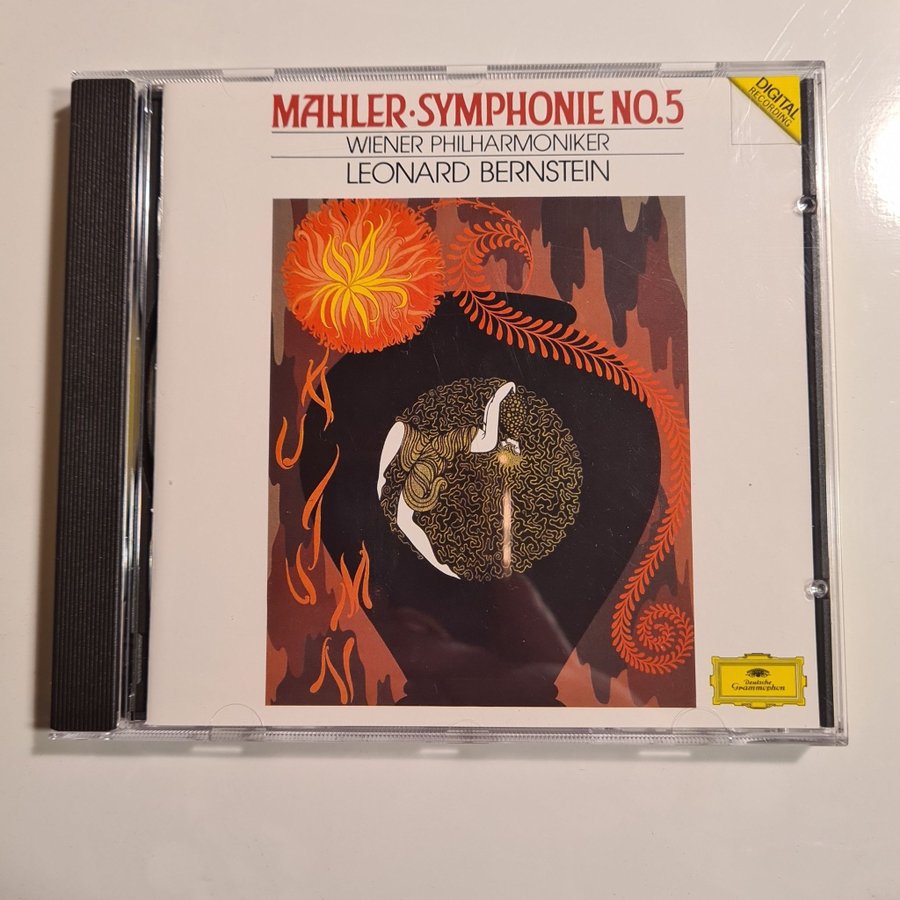 MAHLER·SYMPHONIE NO.5
WIENER PHILHARMONIKER
LEONARD BERNSTEIN
DIGITAL
RECORDING
Deutsche
Grammophon